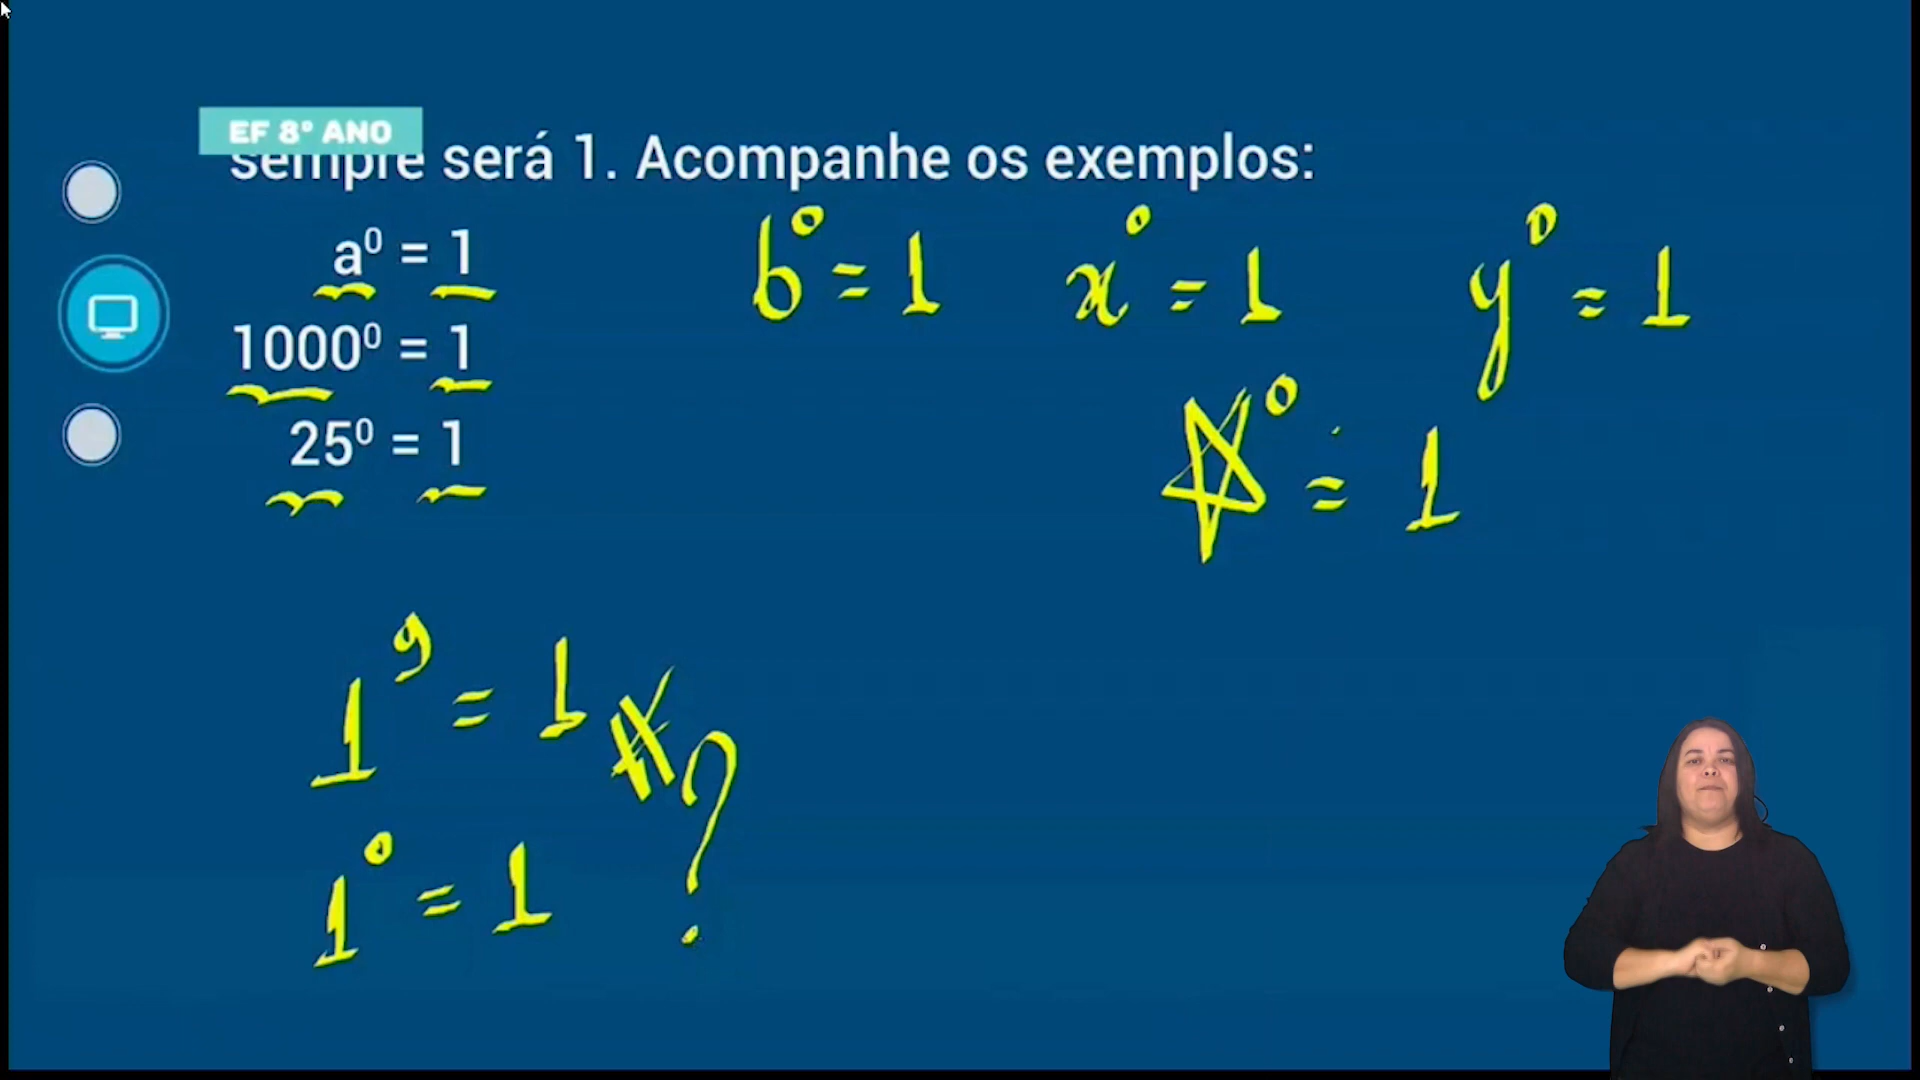 EF 8º ANO
sempre será 1. Acompanhe os exemplos:
a⁰ = 1
b⁰ = 1
x⁰ = 1
y⁰ = 1
1000⁰ = 1
25⁰ = 1
⁰ = 1
1⁹ = 1
?
1⁰ = 1